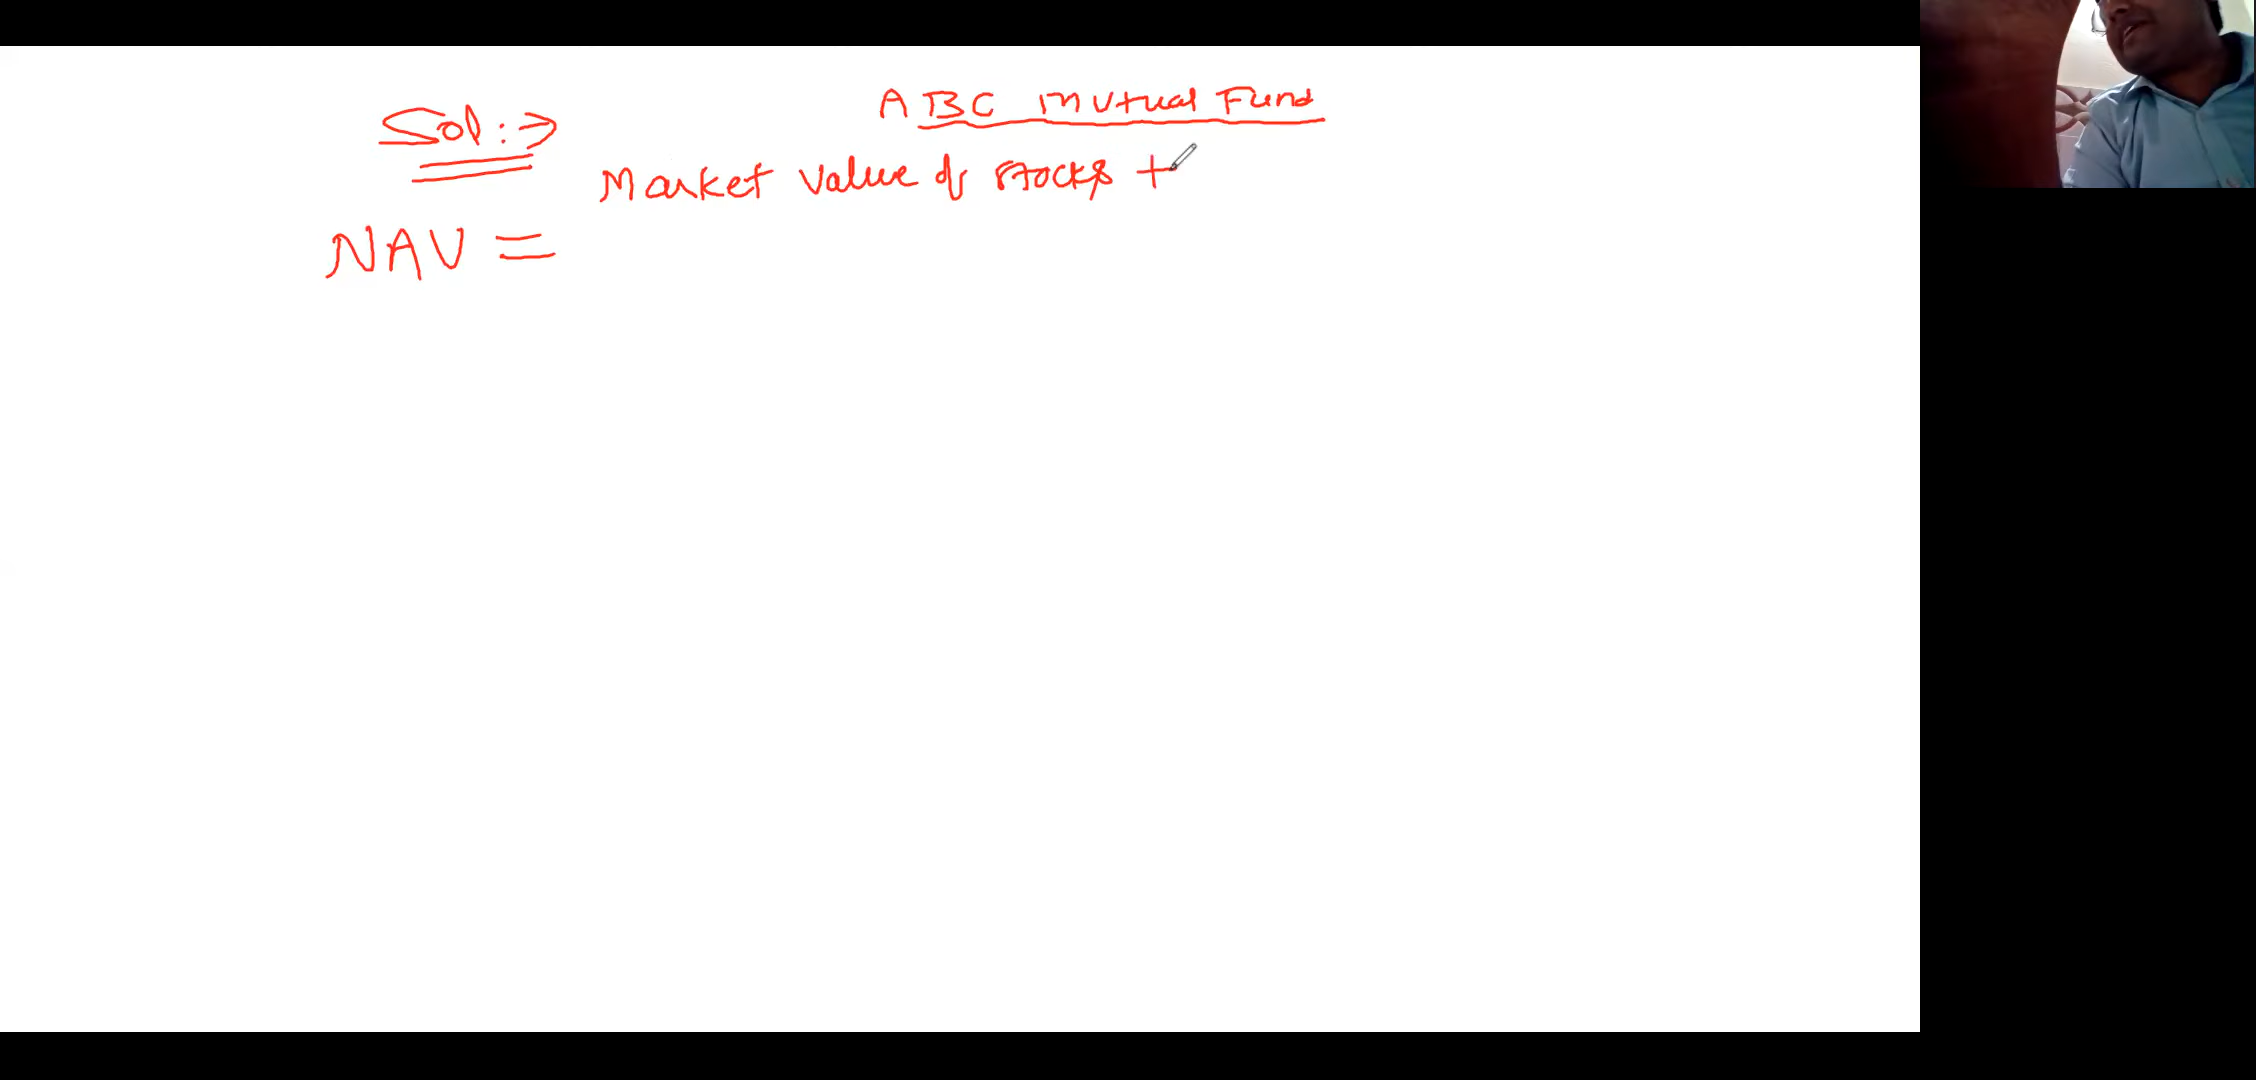 ABC Mutual Fund
Sol:→
Market value of stocks +
NAV =